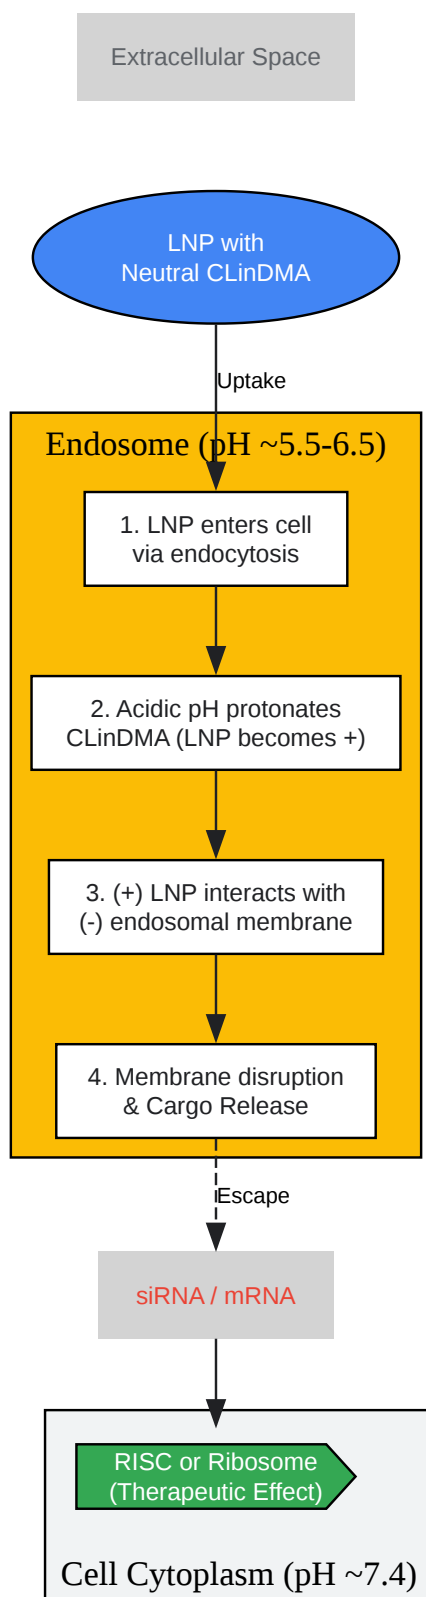 Extracellular Space
LNP with
Neutral CLinDMA
Uptake
Endosome (pH ~5.5-6.5)
1. LNP enters cell
via endocytosis
2. Acidic pH protonates
CLinDMA (LNP becomes +)
3. (+) LNP interacts with
(-) endosomal membrane
4. Membrane disruption
& Cargo Release
Escape
siRNA / mRNA
RISC or Ribosome
(Therapeutic Effect)
Cell Cytoplasm (pH ~7.4)